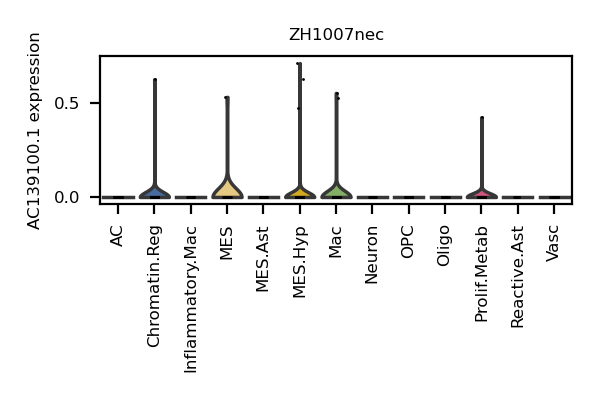 ZH1007nec
AC139100.1 expression
0.5
0.0
AC
Chromatin.Reg
Inflammatory.Mac
MES
MES.Ast
MES.Hyp
Mac
Neuron
OPC
Oligo
Prolif.Metab
Reactive.Ast
Vasc